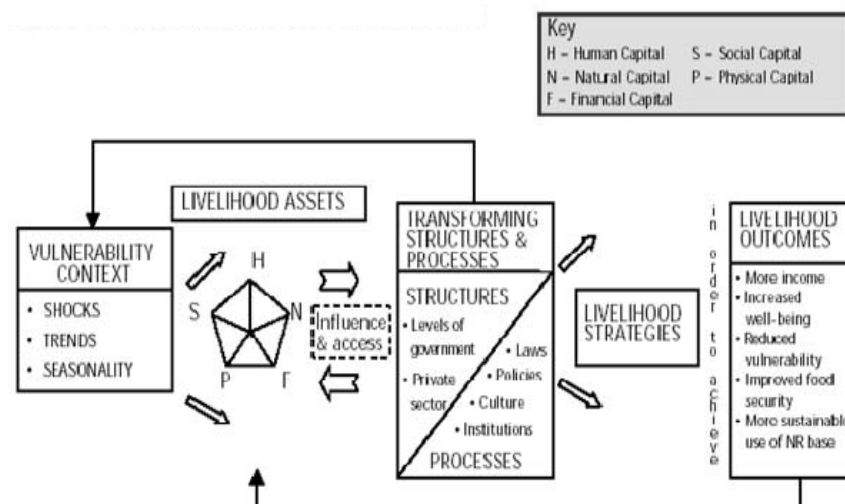 Key
H – Human Capital S – Social Capital
N – Natural Capital P – Physical Capital
F – Financial Capital
LIVELIHOOD ASSETS
VULNERABILITY
CONTEXT
• SHOCKS
• TRENDS
• SEASONALITY
H
S
N
P
F
Influence
& access
TRANSFORMING
STRUCTURES &
PROCESSES
STRUCTURES
• Levels of
government
• Private
sector
• Laws
• Policies
• Culture
• Institutions
PROCESSES
LIVELIHOOD
STRATEGIES
in order to achieve
LIVELIHOOD
OUTCOMES
• More income
• Increased
well-being
• Reduced
vulnerability
• Improved food
security
• More sustainable
use of NR base